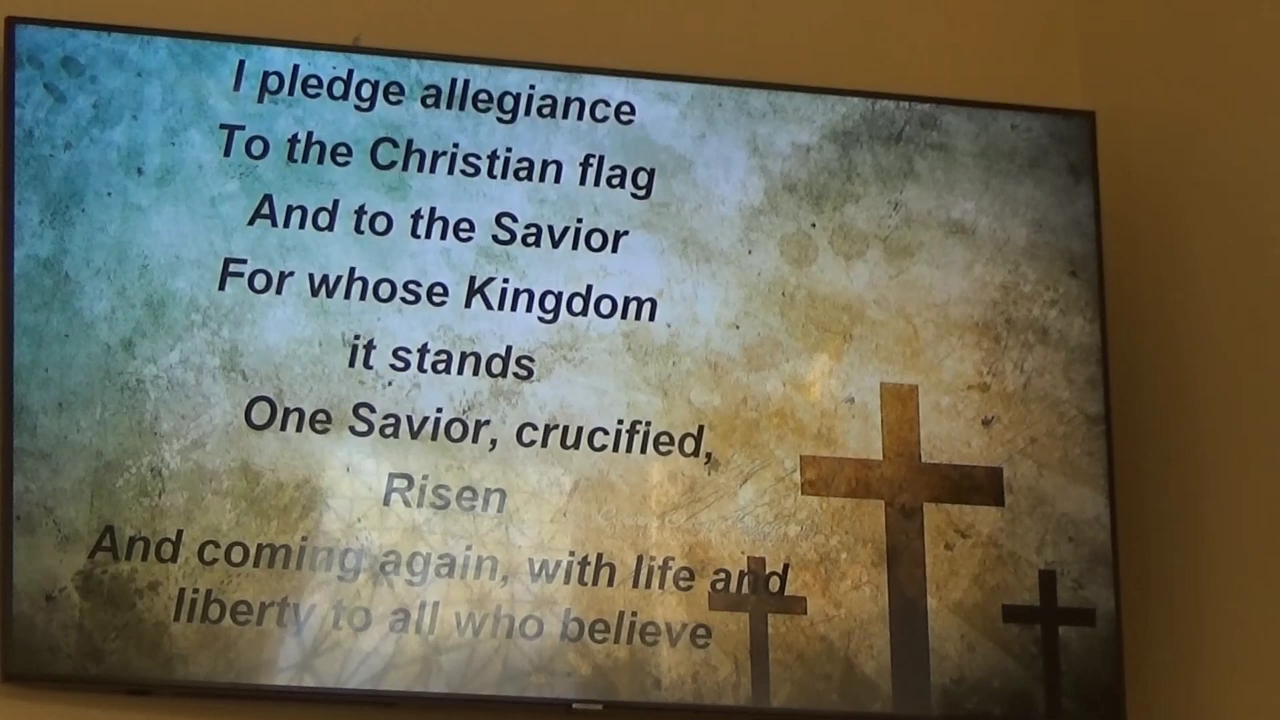 I pledge allegiance
To the Christian flag
And to the Savior
For whose Kingdom
it stands
One Savior, crucified,
Risen
And coming again, with life and
liberty to all who believe